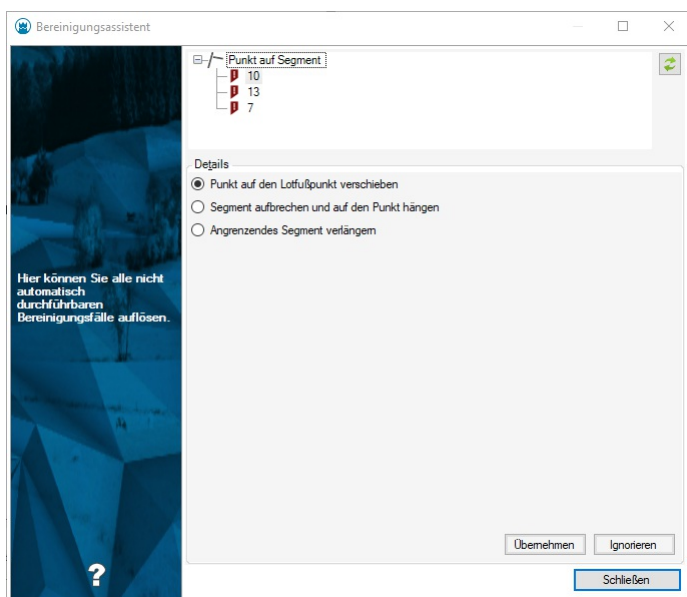 Bereinigungsassistent
Punkt auf Segment
10
13
7
Details
Punkt auf den Lotfußpunkt verschieben
Segment aufbrechen und auf den Punkt hängen
Angrenzendes Segment verlängern
Hier können Sie alle nicht
automatisch
durchführbaren
Bereinigungsfälle auflösen.
Übernehmen
Ignorieren
?
Schließen